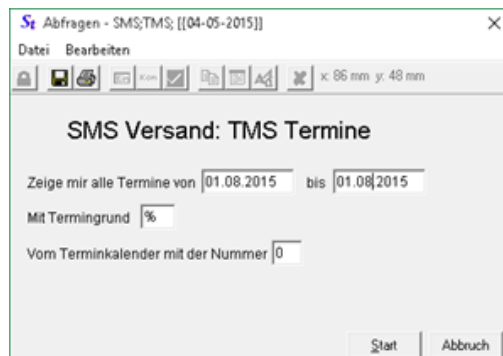 St Abfragen - SMS;TMS; [[04-05-2015]]
Datei Bearbeiten
x: 86 mm y: 48 mm
SMS Versand: TMS Termine
Zeige mir alle Termine von 01.08.2015 bis 01.08.2015
Mit Termingrund %
Vom Terminkalender mit der Nummer 0
Start Abbruch